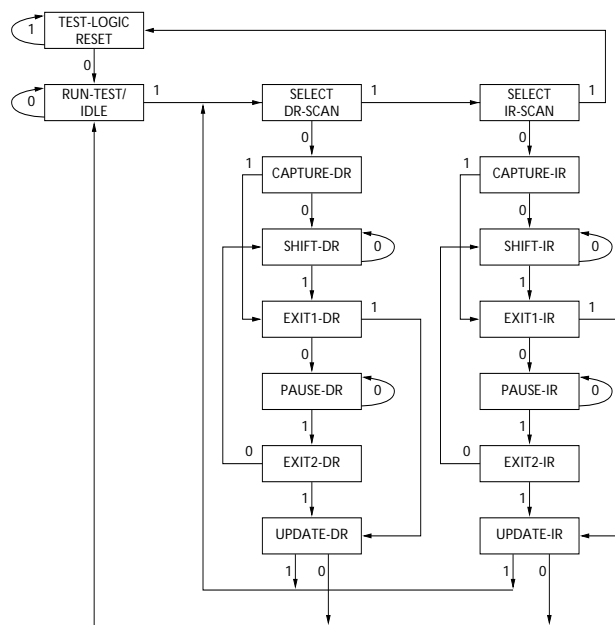 1
TEST-LOGIC
RESET
0
0
RUN-TEST/
IDLE
1
SELECT
DR-SCAN
1
SELECT
IR-SCAN
1
0
0
1
CAPTURE-DR
1
CAPTURE-IR
0
0
SHIFT-DR
0
SHIFT-IR
0
1
1
EXIT1-DR
1
EXIT1-IR
1
0
0
PAUSE-DR
0
PAUSE-IR
0
1
1
0
EXIT2-DR
0
EXIT2-IR
1
1
UPDATE-DR
UPDATE-IR
1
0
1
0